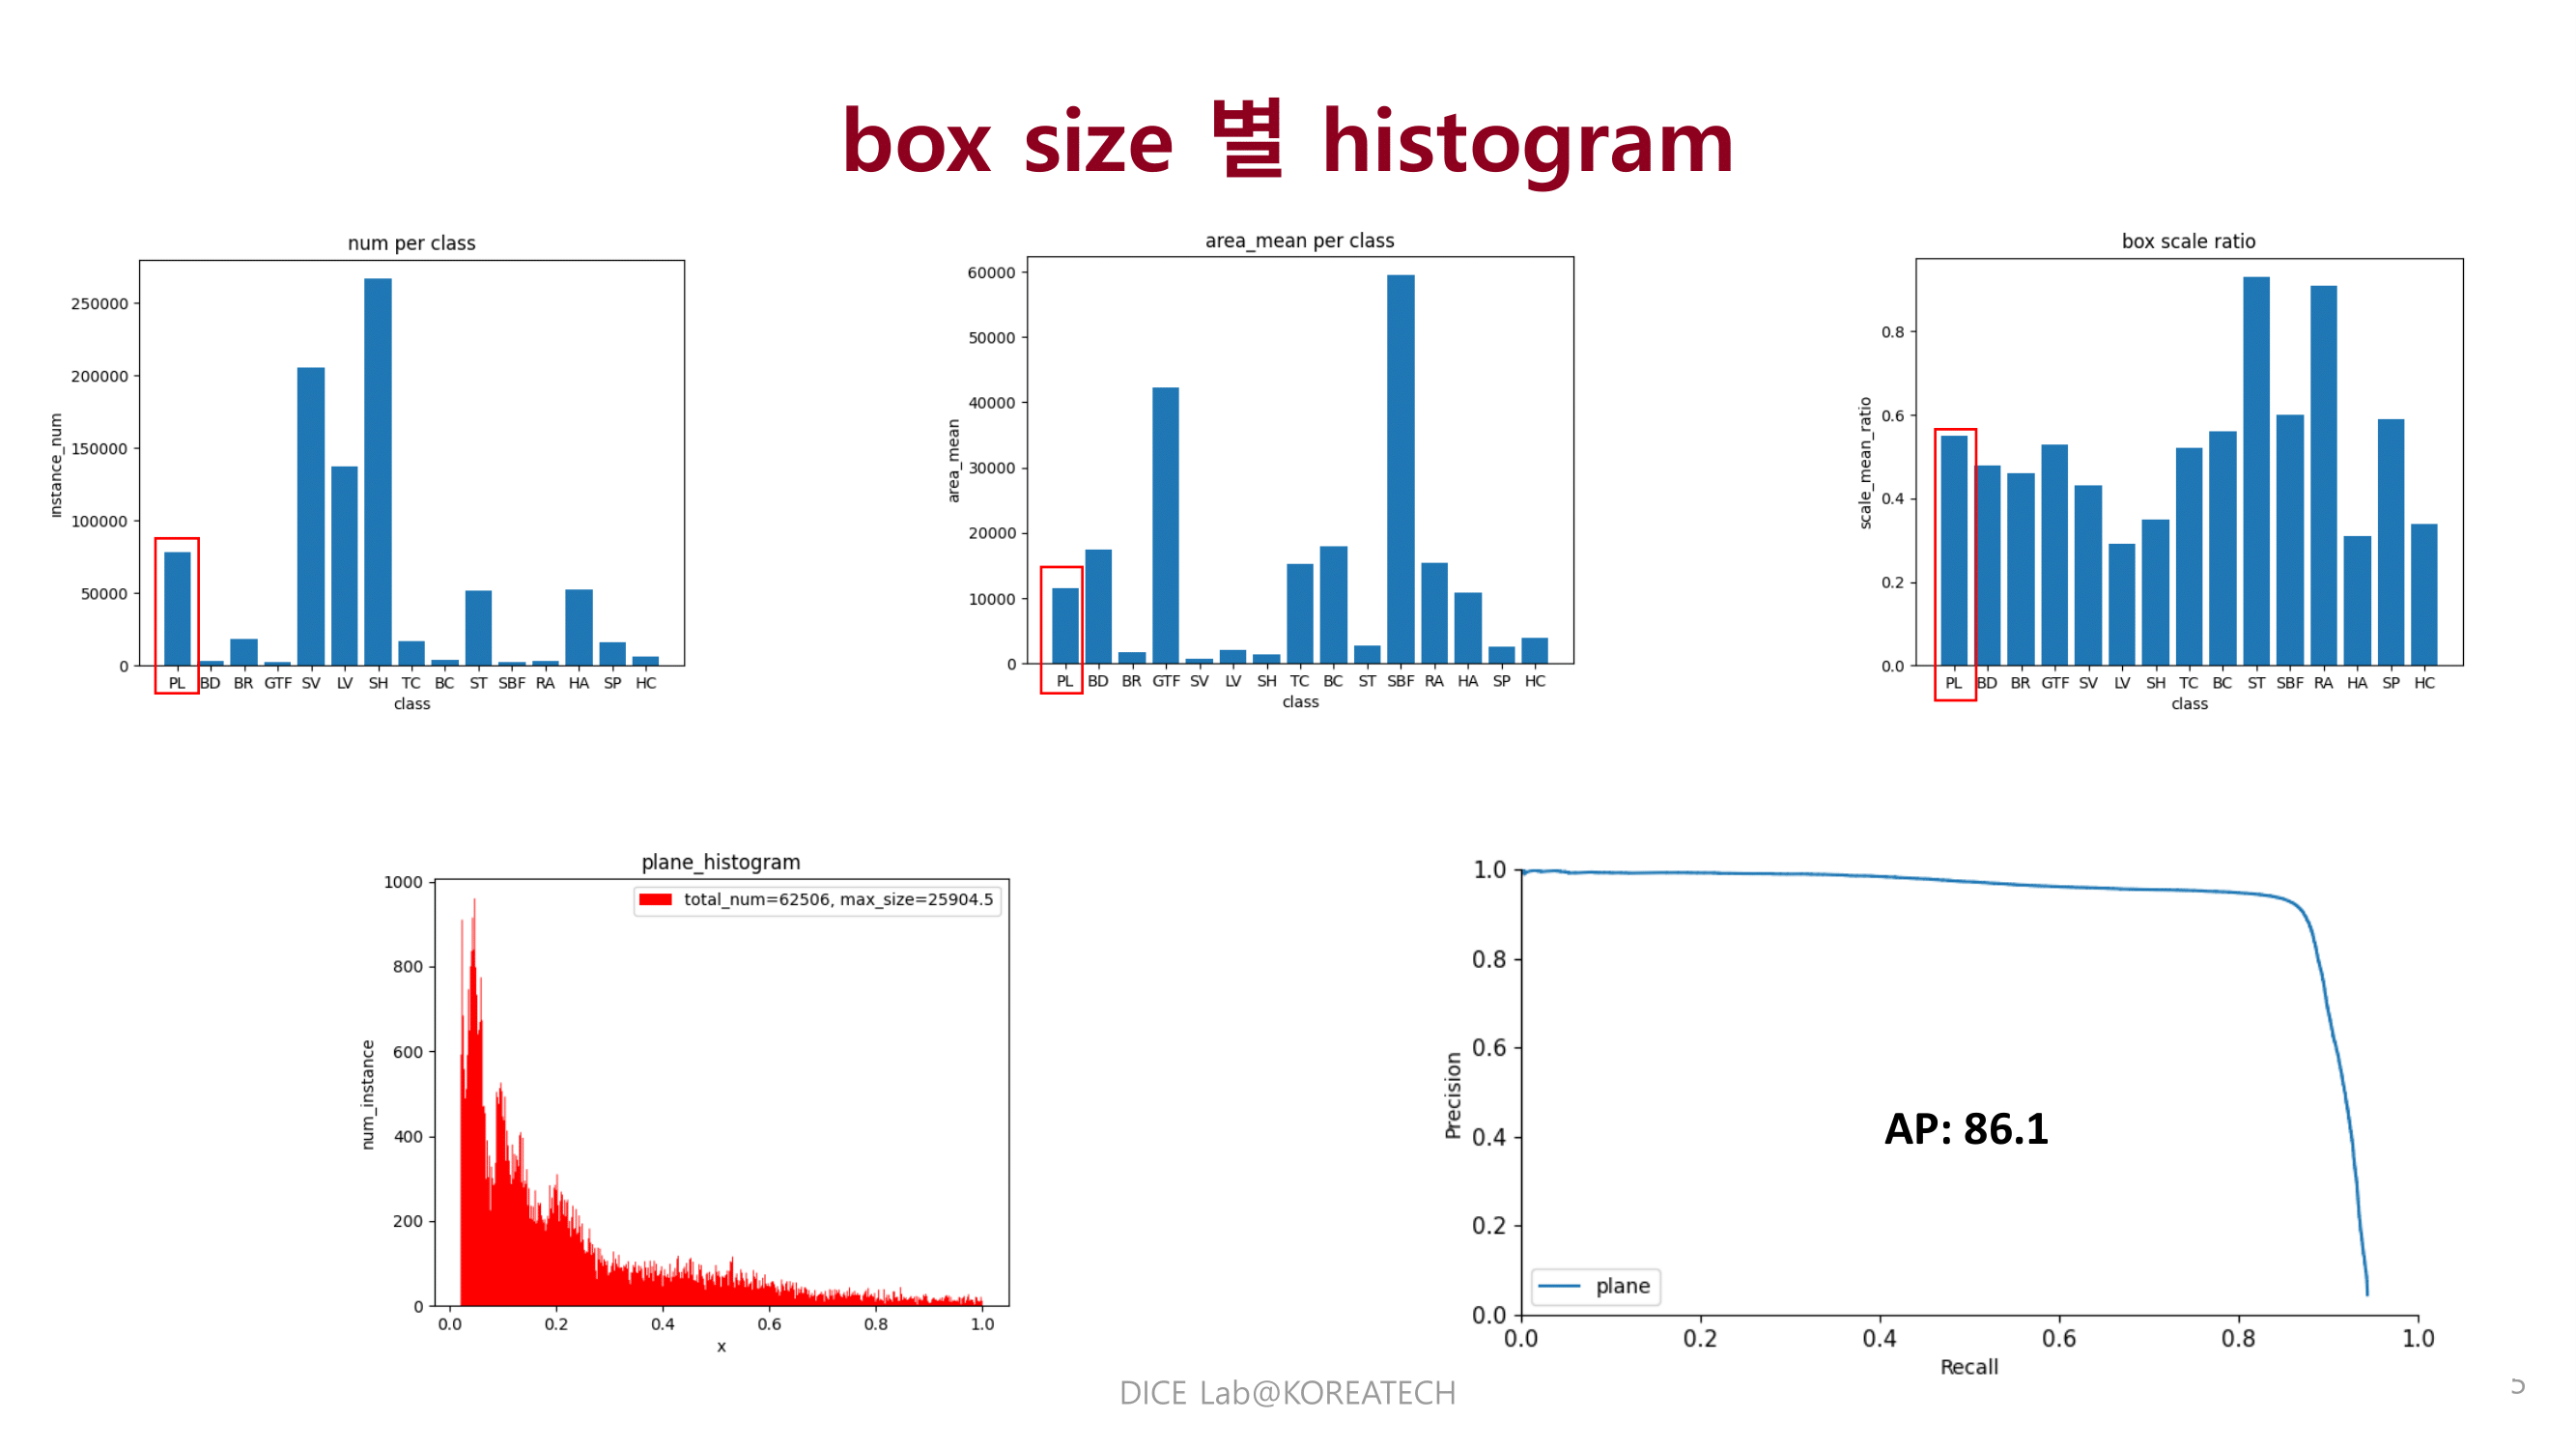 box size 별 histogram
num per class
250000
200000
150000
100000
50000
0
instance_num
PL BD BR GTF SV LV SH TC BC ST SBF RA HA SP HC
class
area_mean per class
60000
50000
40000
30000
20000
10000
0
area_mean
PL BD BR GTF SV LV SH TC BC ST SBF RA HA SP HC
class
box scale ratio
0.8
0.6
0.4
0.2
0.0
scale_mean_ratio
PL BD BR GTF SV LV SH TC BC ST SBF RA HA SP HC
class
plane_histogram
total_num=62506, max_size=25904.5
1000
800
600
400
200
0
num_instance
0.0 0.2 0.4 0.6 0.8 1.0
x
1.0
0.8
0.6
0.4
0.2
0.0
Precision
AP: 86.1
plane
0.0 0.2 0.4 0.6 0.8 1.0
Recall
DICE Lab@KOREATECH
5